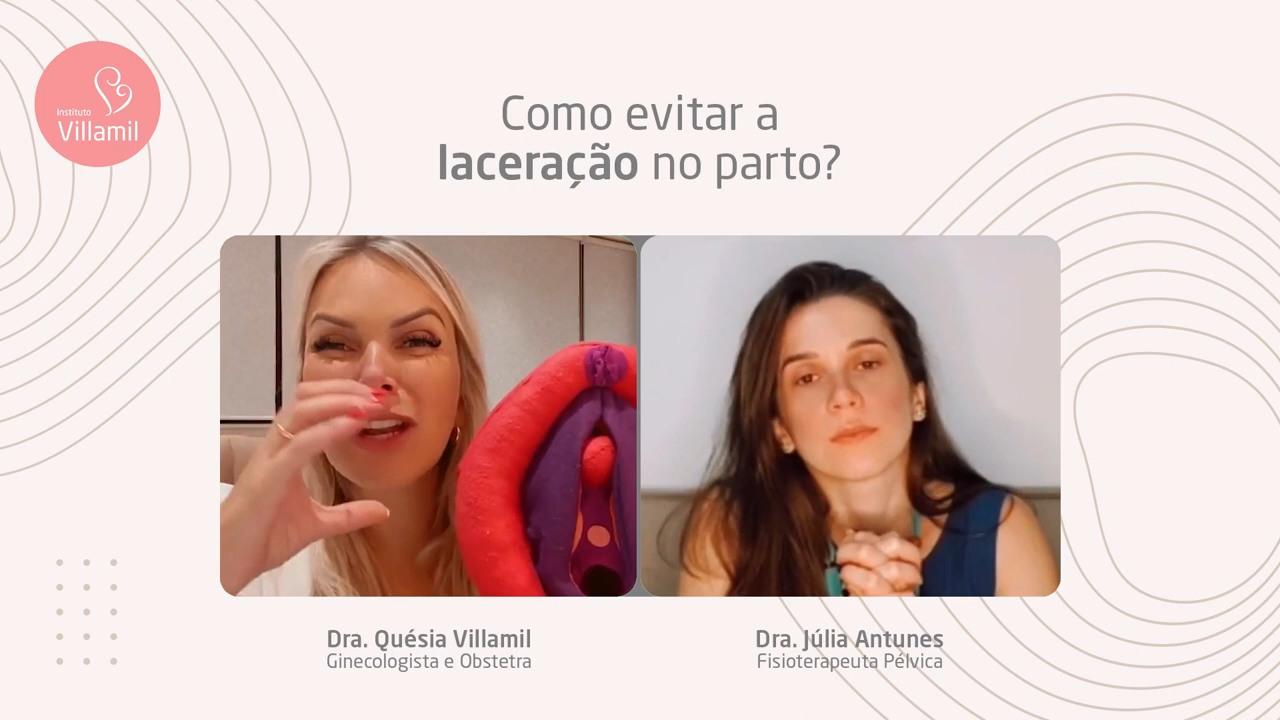 Instituto
Villamil
Como evitar a
laceração no parto?
Dra. Quésia Villamil
Ginecologista e Obstetra
Dra. Júlia Antunes
Fisioterapeuta Pélvica